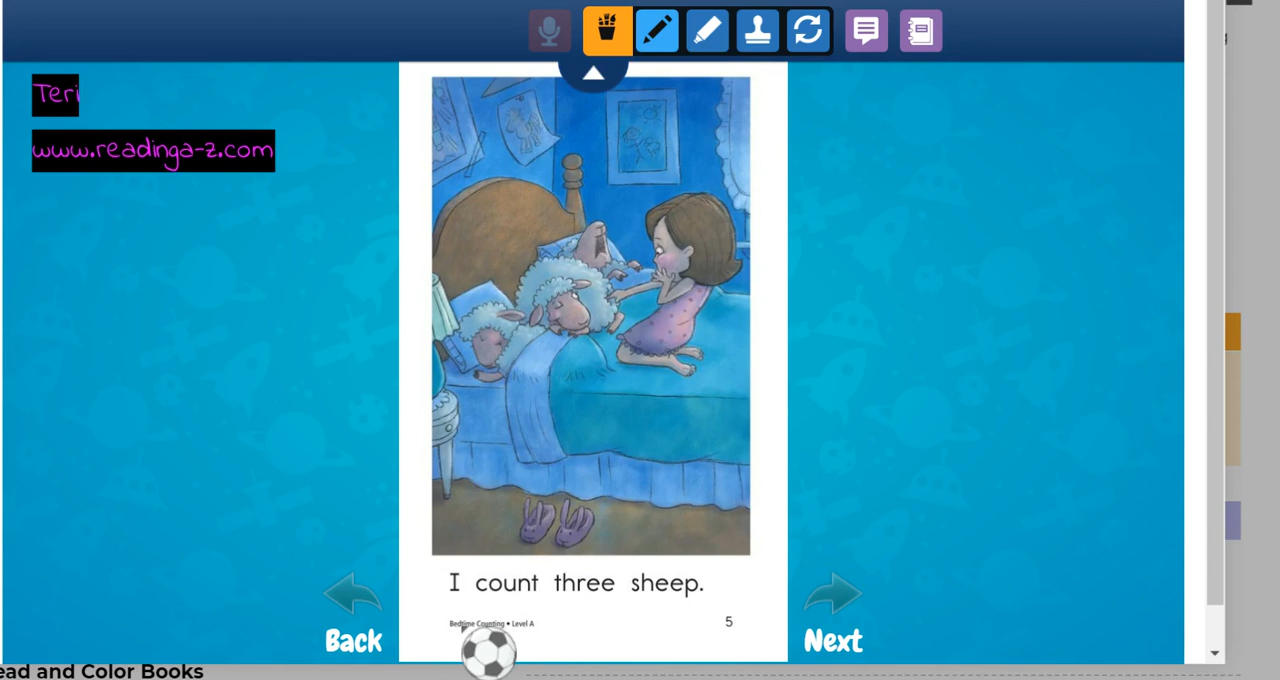 Teri
www.readinga-z.com
I count three sheep.
Bedtime Counting • Level A
5
Back
Next
ead and Color Books